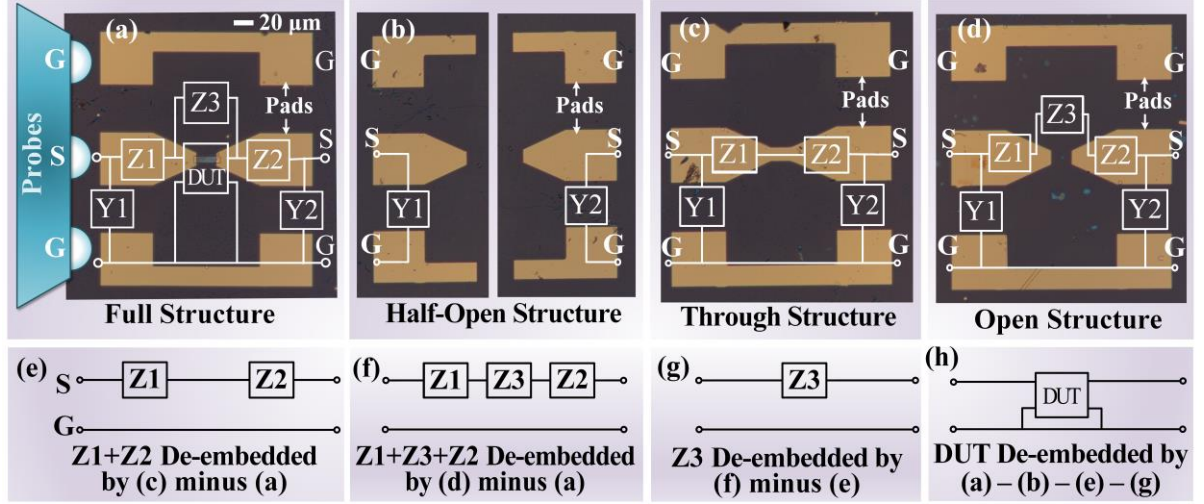 (a)
20 μm
G
G
Z3
Pads
S
Z1
DUT
Z2
S
Y1
Y2
G
G
Probes
Full Structure
(b)
G
G
Pads
S
S
Y1
Y2
G
G
Half-Open Structure
(c)
G
G
Pads
S
Z1
Z2
S
Y1
Y2
G
G
Through Structure
(d)
G
G
Z3
Pads
S
Z1
Z2
S
Y1
Y2
G
G
Open Structure
(e)
S
Z1
Z2
G
Z1+Z2 De-embedded
by (c) minus (a)
(f)
Z1
Z3
Z2
Z1+Z3+Z2 De-embedded
by (d) minus (a)
(g)
Z3
Z3 De-embedded by
(f) minus (e)
(h)
DUT
DUT De-embedded by
(a) – (b) – (e) – (g)